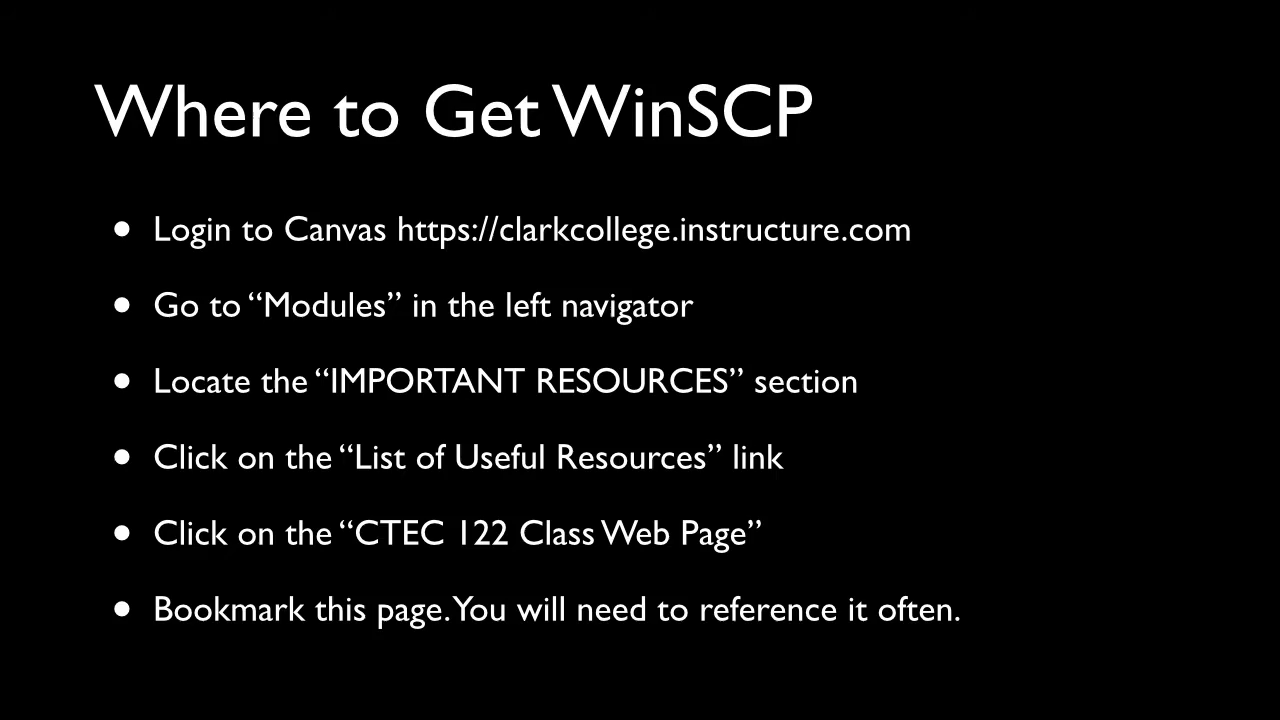 Where to Get WinSCP
• Login to Canvas https://clarkcollege.instructure.com
• Go to “Modules” in the left navigator
• Locate the “IMPORTANT RESOURCES” section
• Click on the “List of Useful Resources” link
• Click on the “CTEC 122 Class Web Page”
• Bookmark this page. You will need to reference it often.